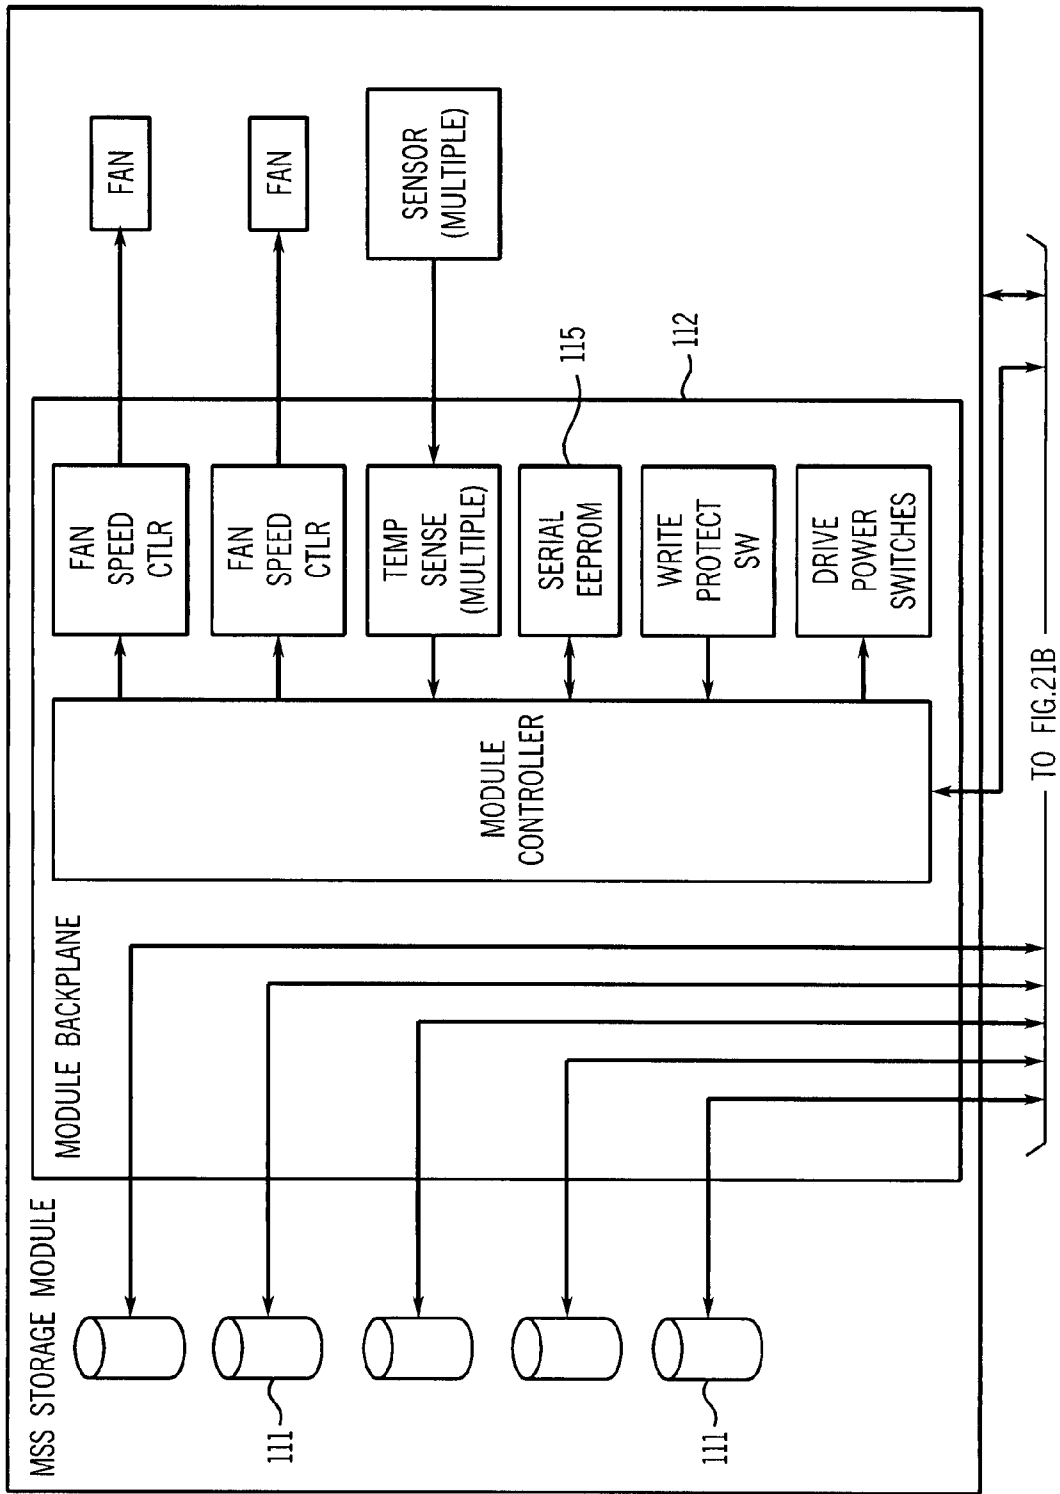 MSS STORAGE MODULE
MODULE BACKPLANE
111
111
MODULE
CONTROLLER
FAN
SPEED
CTLR
FAN
SPEED
CTLR
TEMP
SENSE
(MULTIPLE)
SERIAL
EEPROM
WRITE
PROTECT
SW
DRIVE
POWER
SWITCHES
115
112
FAN
FAN
SENSOR
(MULTIPLE)
TO FIG.21B